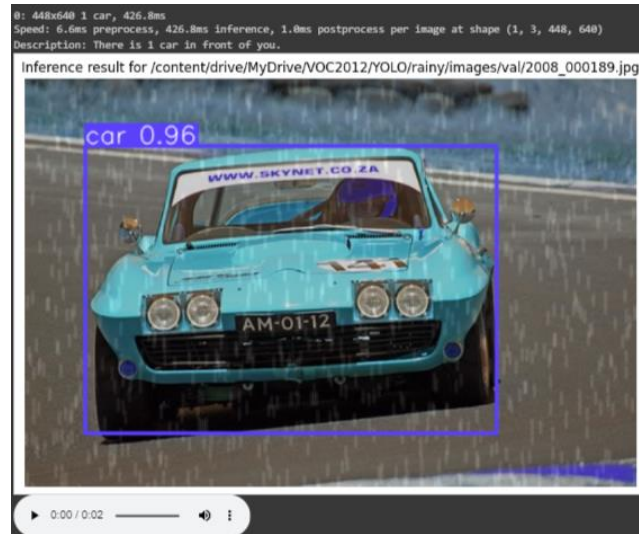 0: 448x640 1 car, 426.8ms
Speed: 6.6ms preprocess, 426.8ms inference, 1.0ms postprocess per image at shape (1, 3, 448, 640)
Description: There is 1 car in front of you.
Inference result for /content/drive/MyDrive/VOC2012/YOLO/rainy/images/val/2008_000189.jpg
car 0.96
WWW.SKYNET.CO.ZA
141
AM-01-12
0:00 / 0:02